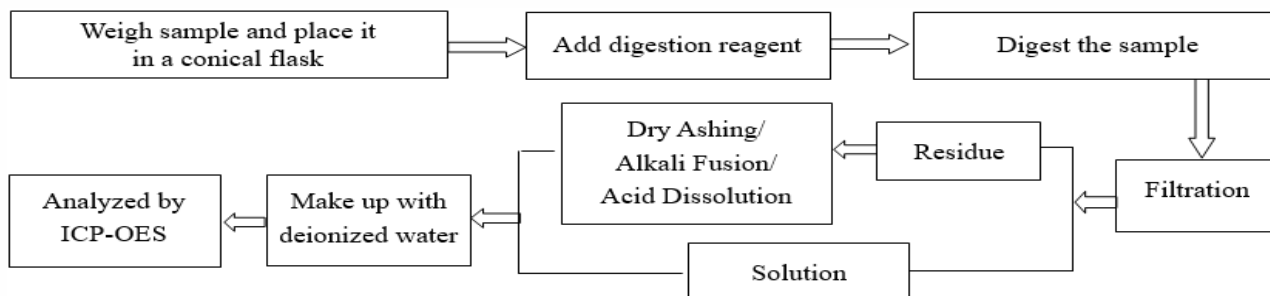 Weigh sample and place it
in a conical flask
Add digestion reagent
Digest the sample
Dry Ashing/
Alkali Fusion/
Acid Dissolution
Residue
Filtration
Analyzed by
ICP-OES
Make up with
deionized water
Solution